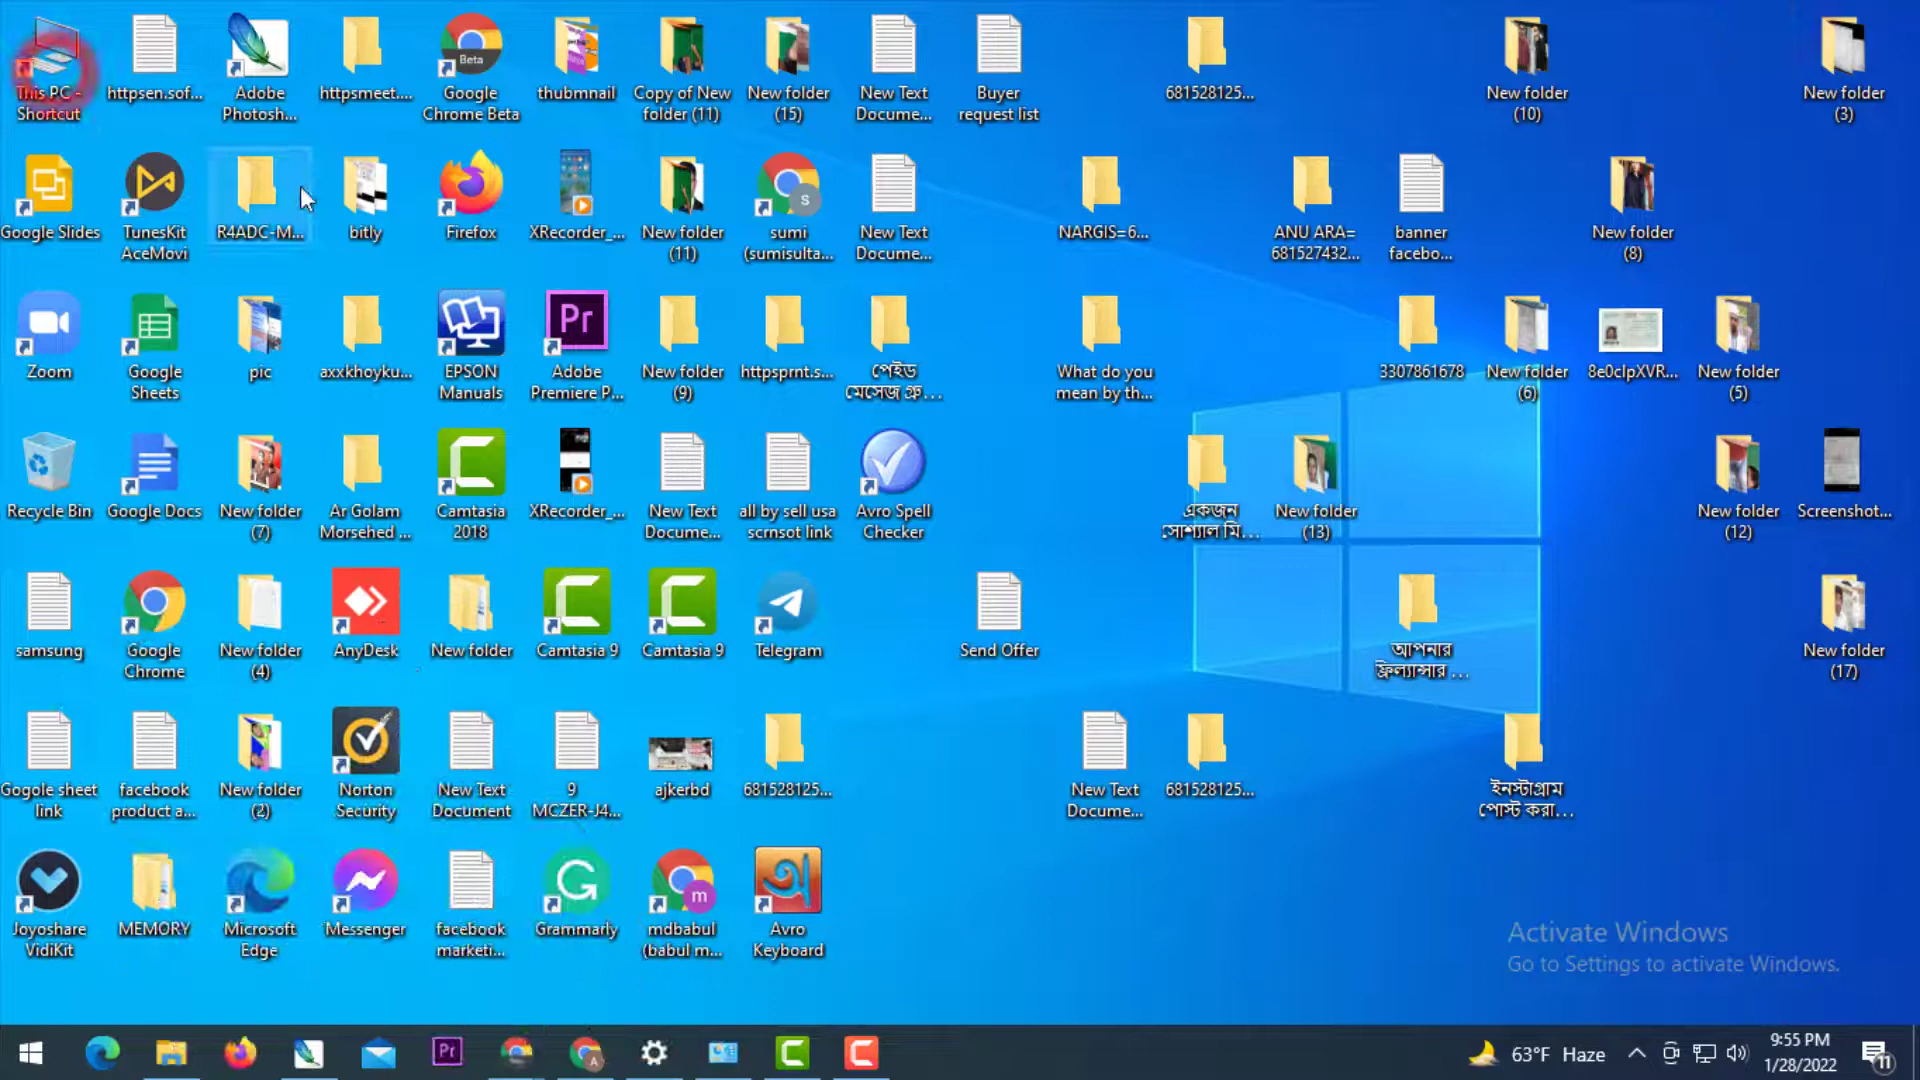 This PC -
Shortcut
httpsen.sof...
Adobe
Photosh...
httpsmeet....
Beta
Google
Chrome Beta
thubmnail
Copy of New
folder (11)
New folder
(15)
New Text
Docume...
Buyer
request list
681528125...
New folder
(10)
New folder
(3)
Google Slides
TunesKit
AceMovi
R4ADC-M...
bitly
Firefox
XRecorder_...
New folder
(11)
s
sumi
(sumisulta...
New Text
Docume...
NARGIS=6...
ANU ARA=
681527432...
banner
facebo...
New folder
(8)
Zoom
Google
Sheets
pic
axxkhoyku...
EPSON
Manuals
Pr
Adobe
Premiere P...
New folder
(9)
httpsprnt.s...
পেইড
মেসেজ গ্রু...
What do you
mean by th...
3307861678
New folder
(6)
8e0cIpXVR...
New folder
(5)
Recycle Bin
Google Docs
New folder
(7)
Ar Golam
Morsehed ...
Camtasia
2018
XRecorder_...
New Text
Docume...
all by sell usa
scrnsot link
Avro Spell
Checker
একজন
সোশ্যাল মি...
New folder
(13)
New folder
(12)
Screenshot...
samsung
Google
Chrome
New folder
(4)
AnyDesk
New folder
Camtasia 9
Camtasia 9
Telegram
Send Offer
আপনার
ফ্রিল্যান্সার ...
New folder
(17)
Gogole sheet
link
facebook
product a...
New folder
(2)
Norton
Security
New Text
Document
9
MCZER-J4...
ajkerbd
681528125...
New Text
Docume...
681528125...
ইনস্টাগ্রাম
পোস্ট করা...
Joyoshare
VidiKit
MEMORY
Microsoft
Edge
Messenger
facebook
marketi...
G
Grammarly
m
mdbabul
(babul m...
অ
Avro
Keyboard
Activate Windows
Go to Settings to activate Windows.
Pr
A
63°F Haze
9:55 PM
1/28/2022
11